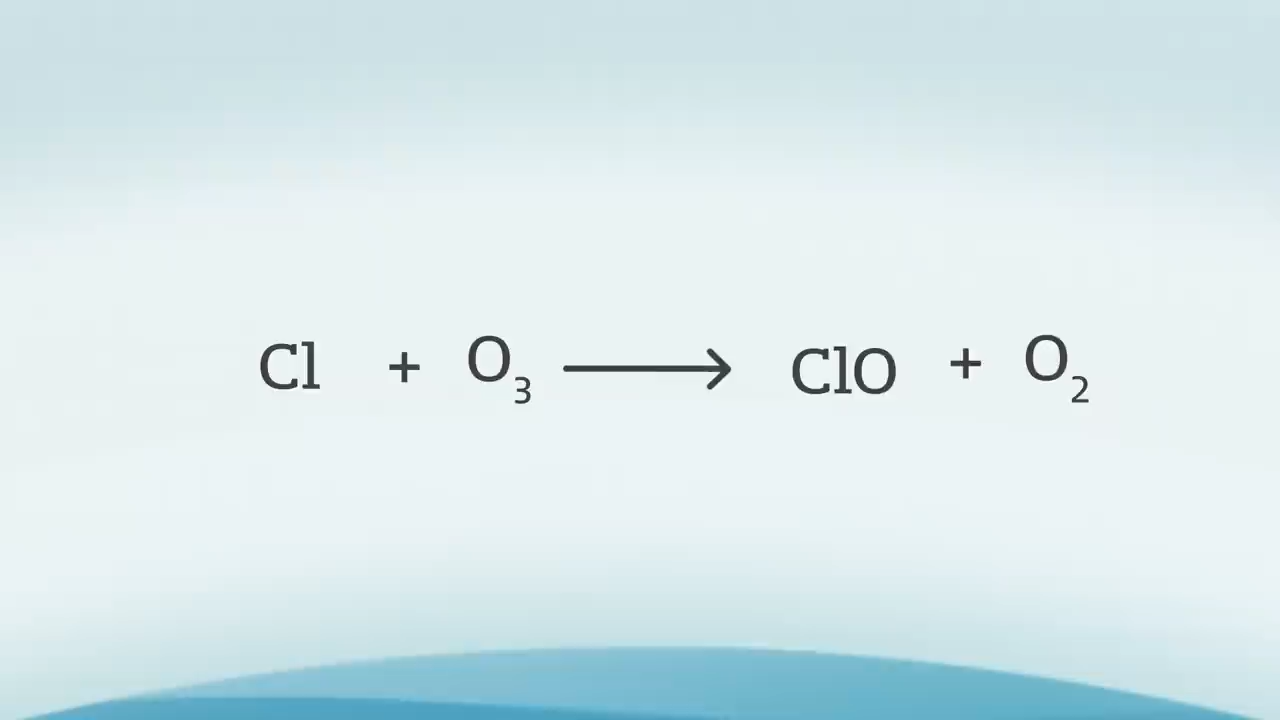 Cl + O₃ ⟶ ClO + O₂